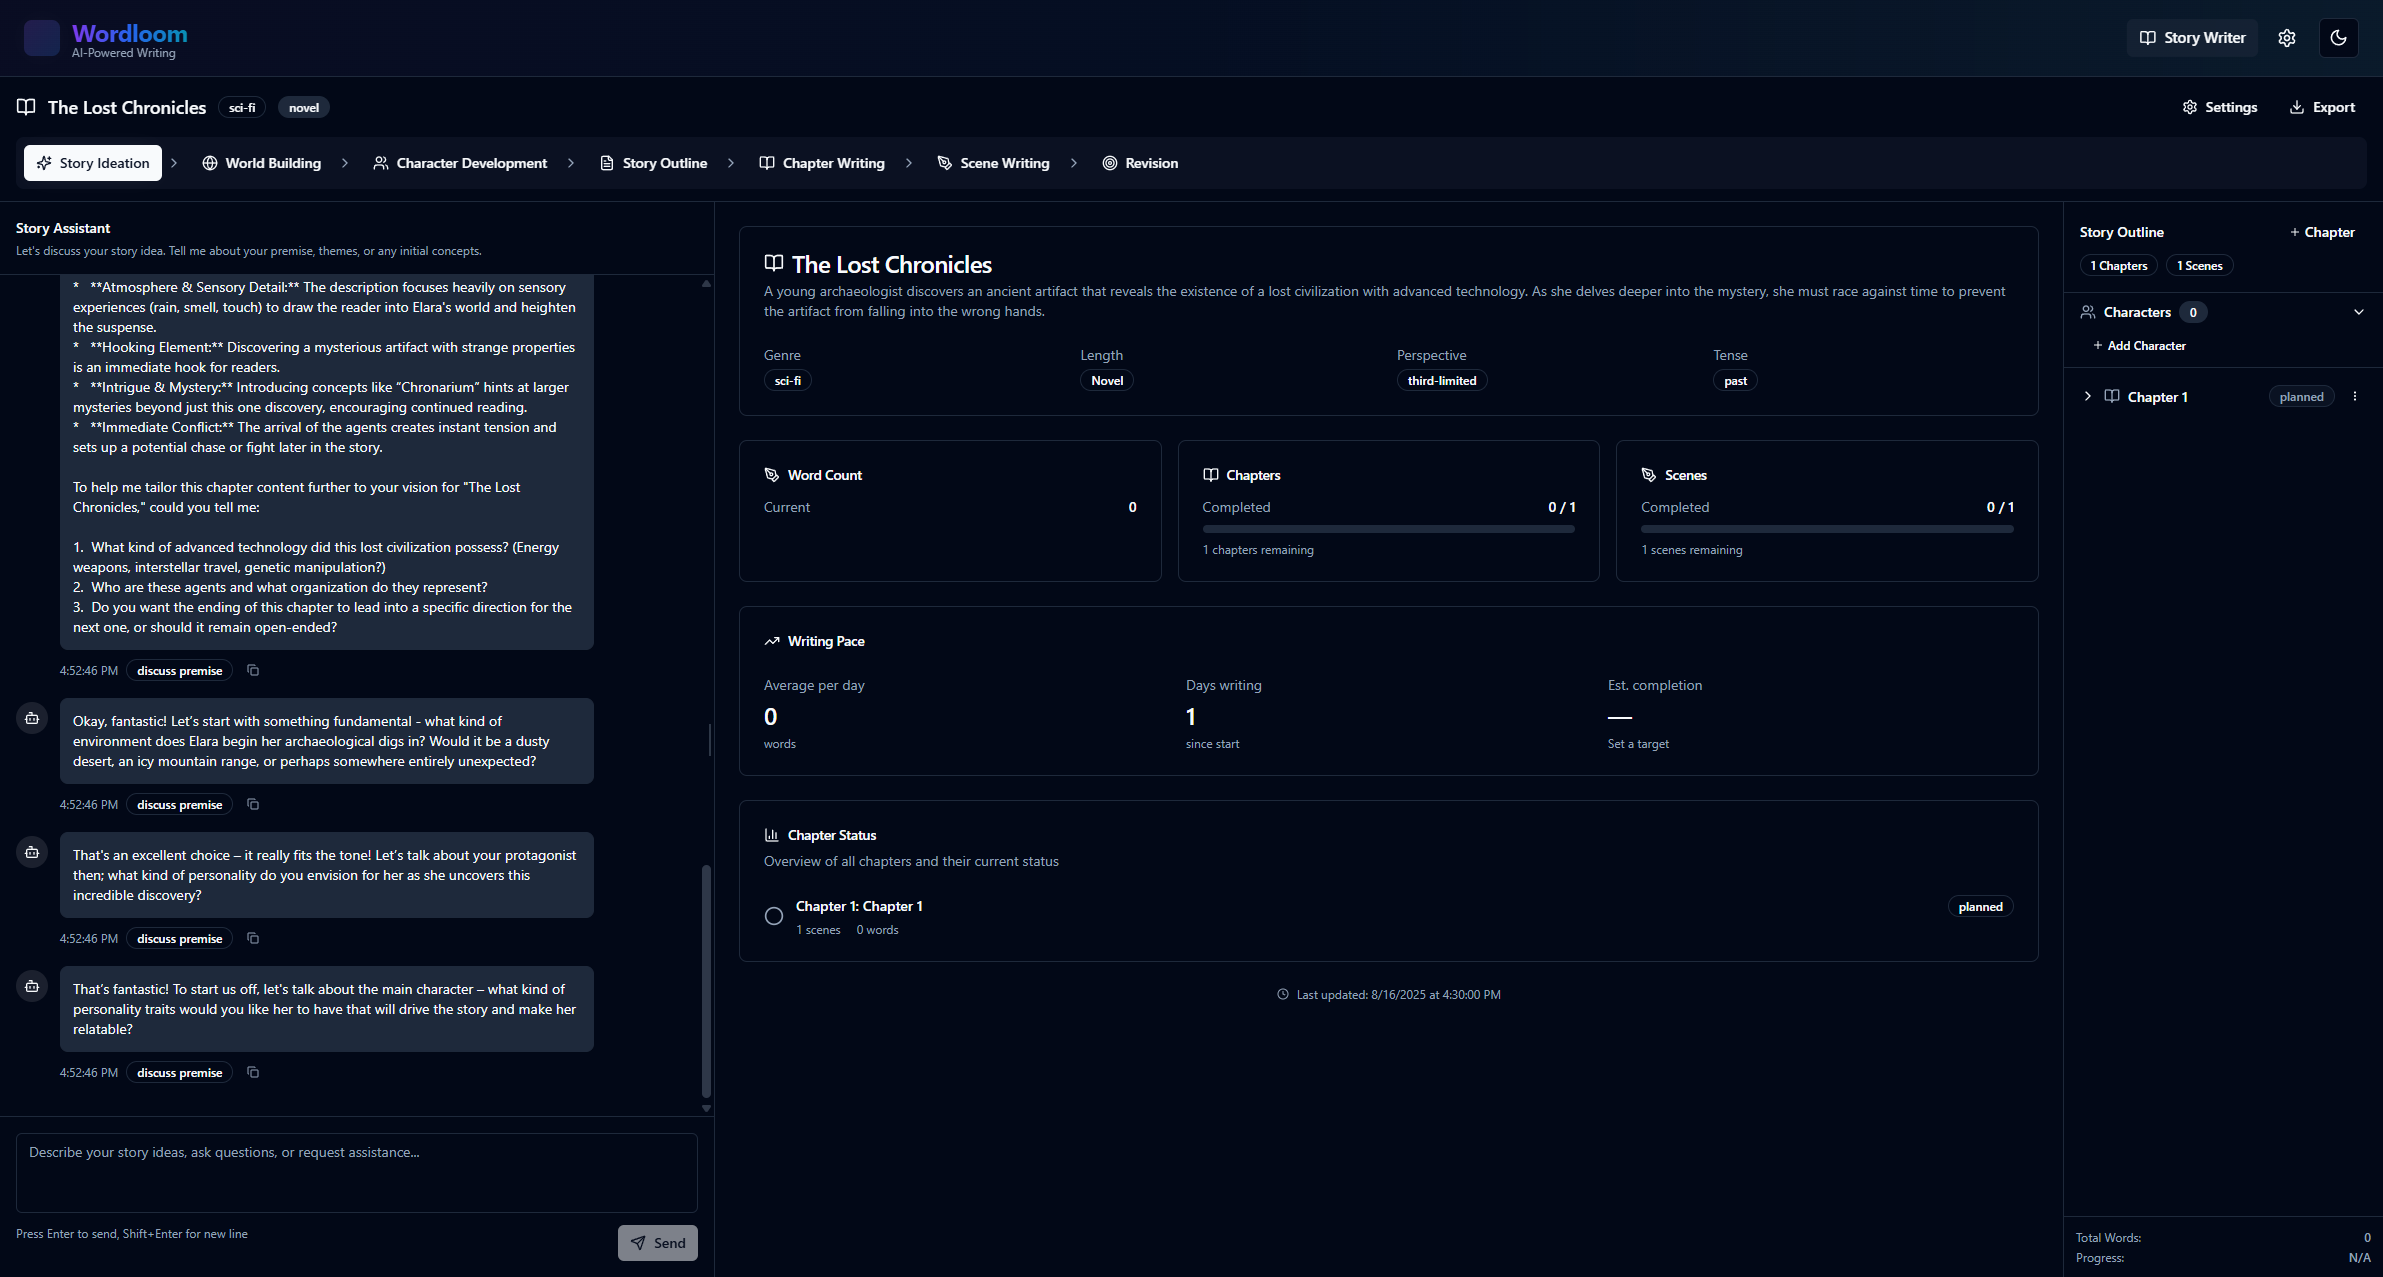 Wordloom
AI-Powered Writing
Story Writer
The Lost Chronicles
sci-fi
novel
Settings
Export
Story Ideation
World Building
Character Development
Story Outline
Chapter Writing
Scene Writing
Revision
Story Assistant
Let's discuss your story idea. Tell me about your premise, themes, or any initial concepts.
*   **Atmosphere & Sensory Detail:** The description focuses heavily on sensory
experiences (rain, smell, touch) to draw the reader into Elara's world and heighten
the suspense.
*   **Hooking Element:** Discovering a mysterious artifact with strange properties
is an immediate hook for readers.
*   **Intrigue & Mystery:** Introducing concepts like “Chronarium” hints at larger
mysteries beyond just this one discovery, encouraging continued reading.
*   **Immediate Conflict:** The arrival of the agents creates instant tension and
sets up a potential chase or fight later in the story.
To help me tailor this chapter content further to your vision for "The Lost
Chronicles," could you tell me:
1.  What kind of advanced technology did this lost civilization possess? (Energy
weapons, interstellar travel, genetic manipulation?)
2.  Who are these agents and what organization do they represent?
3.  Do you want the ending of this chapter to lead into a specific direction for the
next one, or should it remain open-ended?
4:52:46 PM
discuss premise
Okay, fantastic! Let’s start with something fundamental - what kind of
environment does Elara begin her archaeological digs in? Would it be a dusty
desert, an icy mountain range, or perhaps somewhere entirely unexpected?
4:52:46 PM
discuss premise
That's an excellent choice – it really fits the tone! Let’s talk about your protagonist
then; what kind of personality do you envision for her as she uncovers this
incredible discovery?
4:52:46 PM
discuss premise
That’s fantastic! To start us off, let's talk about the main character – what kind of
personality traits would you like her to have that will drive the story and make her
relatable?
4:52:46 PM
discuss premise
Describe your story ideas, ask questions, or request assistance...
Press Enter to send, Shift+Enter for new line
Send
The Lost Chronicles
A young archaeologist discovers an ancient artifact that reveals the existence of a lost civilization with advanced technology. As she delves deeper into the mystery, she must race against time to prevent
the artifact from falling into the wrong hands.
Genre
sci-fi
Length
Novel
Perspective
third-limited
Tense
past
Word Count
Current
0
Chapters
Completed
0 / 1
1 chapters remaining
Scenes
Completed
0 / 1
1 scenes remaining
Writing Pace
Average per day
0
words
Days writing
1
since start
Est. completion
—
Set a target
Chapter Status
Overview of all chapters and their current status
Chapter 1: Chapter 1
1 scenes
0 words
planned
Last updated: 8/16/2025 at 4:30:00 PM
Story Outline
+ Chapter
1 Chapters
1 Scenes
Characters
0
+ Add Character
Chapter 1
planned
Total Words:
0
Progress:
N/A